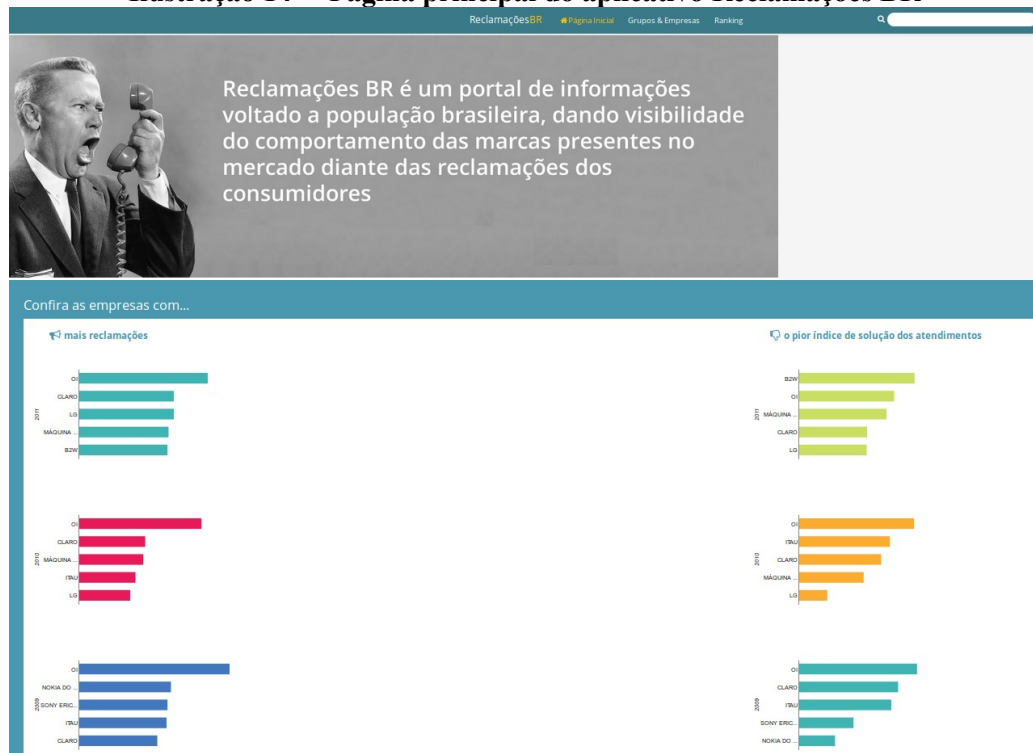 Ilustração 14 – Página principal do aplicativo Reclamações BR
ReclamaçõesBR Página Inicial Grupos & Empresas Ranking
Reclamações BR é um portal de informações
voltado a população brasileira, dando visibilidade
do comportamento das marcas presentes no
mercado diante das reclamações dos
consumidores
Confira as empresas com...
mais reclamações
2011
OI
CLARO
LG
MÁQUINA ...
B2W
2010
OI
CLARO
MÁQUINA ...
ITAU
LG
2009
OI
NOKIA DO ...
SONY ERIC...
ITAU
CLARO
o pior índice de solução dos atendimentos
2011
B2W
OI
MÁQUINA ...
CLARO
LG
2010
OI
ITAU
CLARO
MÁQUINA ...
LG
2009
OI
CLARO
ITAU
SONY ERIC...
NOKIA DO ...